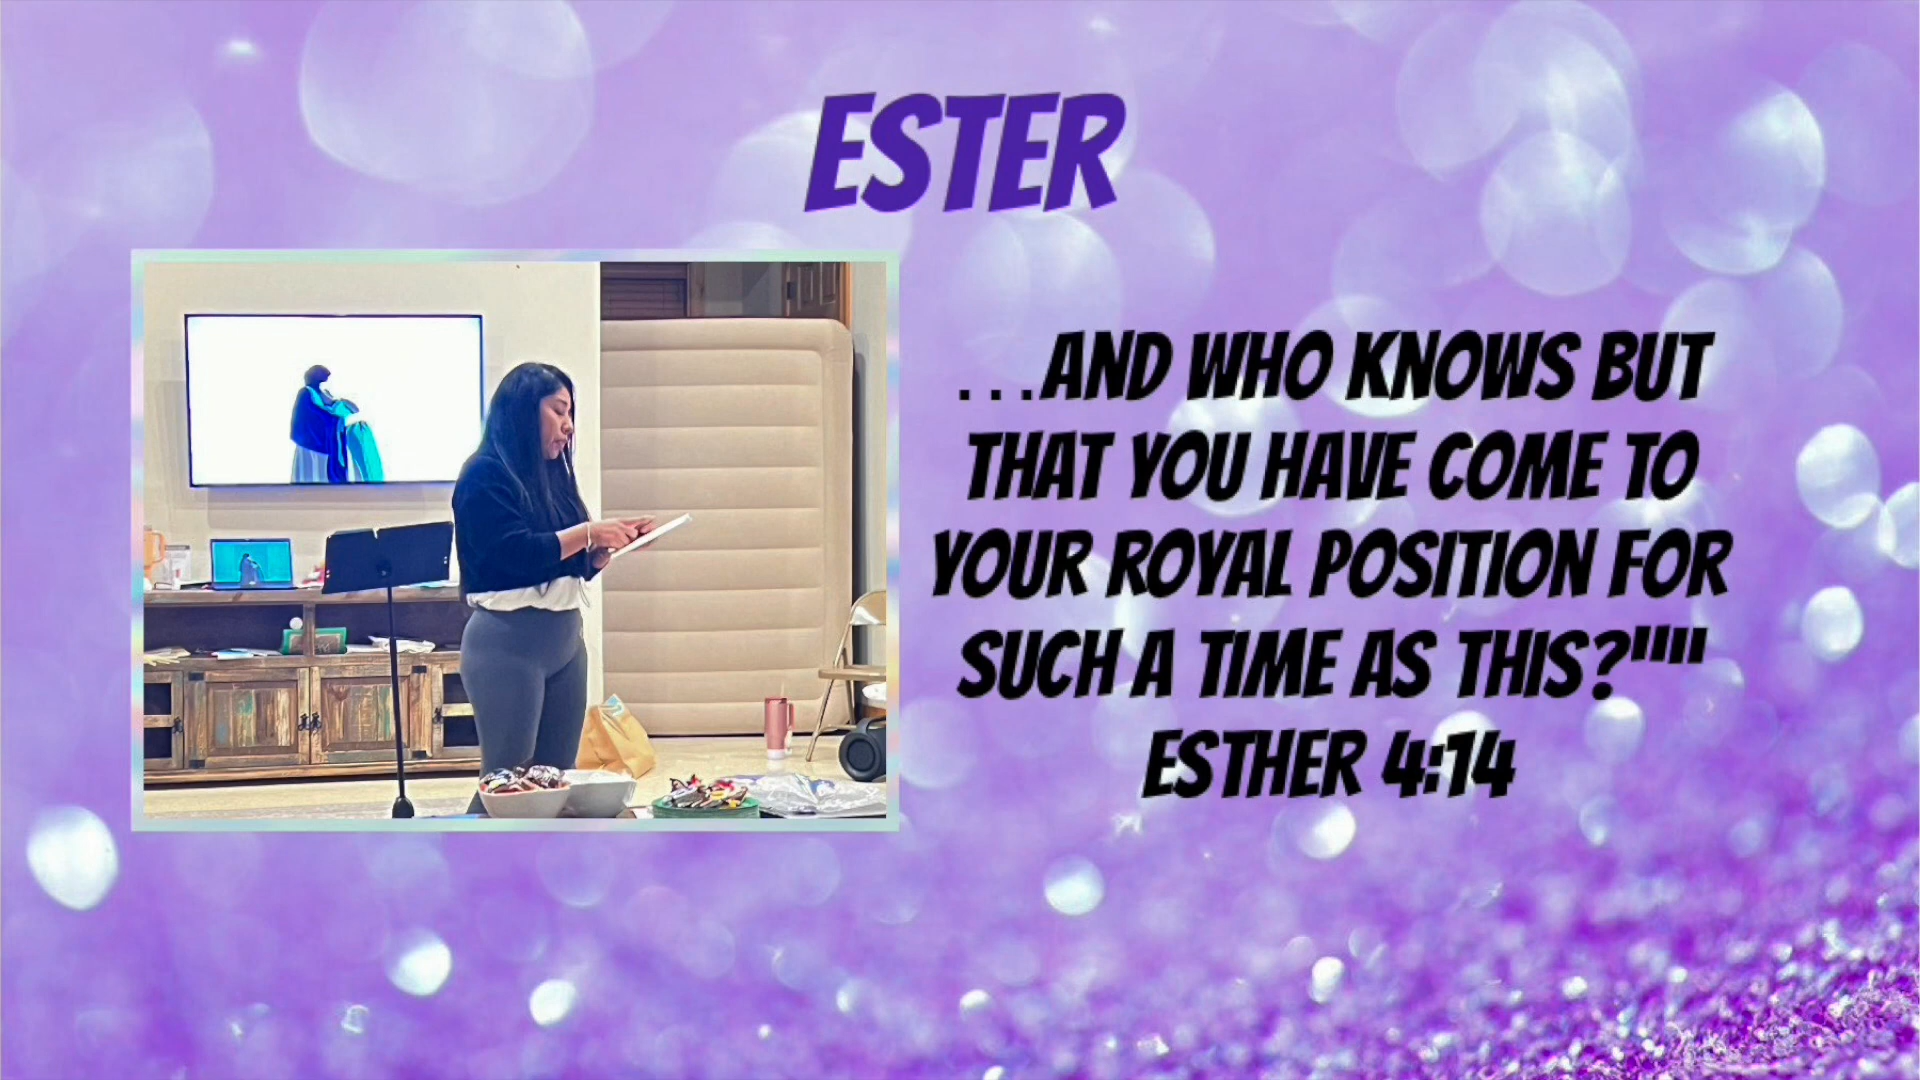 ESTER
...AND WHO KNOWS BUT
THAT YOU HAVE COME TO
YOUR ROYAL POSITION FOR
SUCH A TIME AS THIS?""
ESTHER 4:14